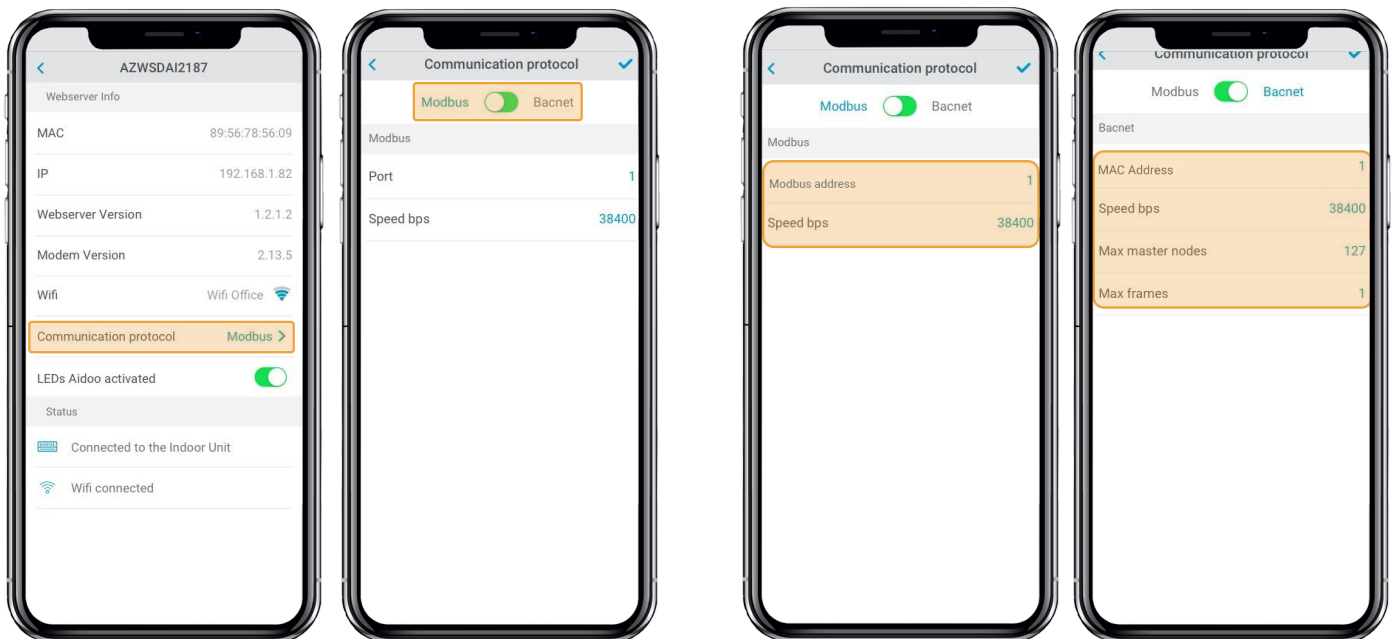 AZWSDAI2187
Webserver Info
MAC 89:56:78:56:09
IP 192.168.1.82
Webserver Version 1.2.1.2
Modem Version 2.13.5
Wifi Wifi Office
Communication protocol Modbus >
LEDs Aidoo activated
Status
Connected to the Indoor Unit
Wifi connected
Communication protocol
Modbus Bacnet
Modbus
Port 1
Speed bps 38400
Communication protocol
Modbus Bacnet
Modbus
Modbus address 1
Speed bps 38400
Communication protocol
Modbus Bacnet
Bacnet
MAC Address 1
Speed bps 38400
Max master nodes 127
Max frames 1